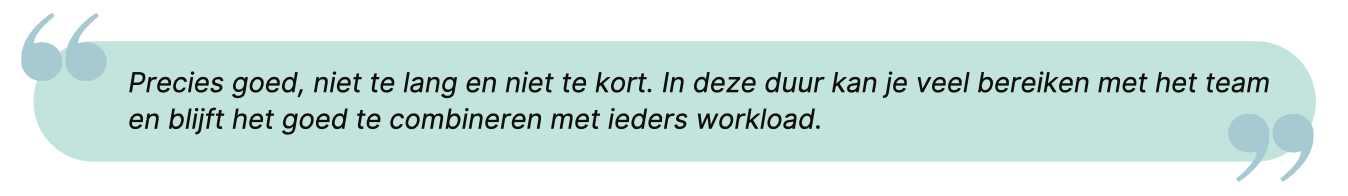 Precies goed, niet te lang en niet te kort. In deze duur kan je veel bereiken met het team
en blijft het goed te combineren met ieders workload.